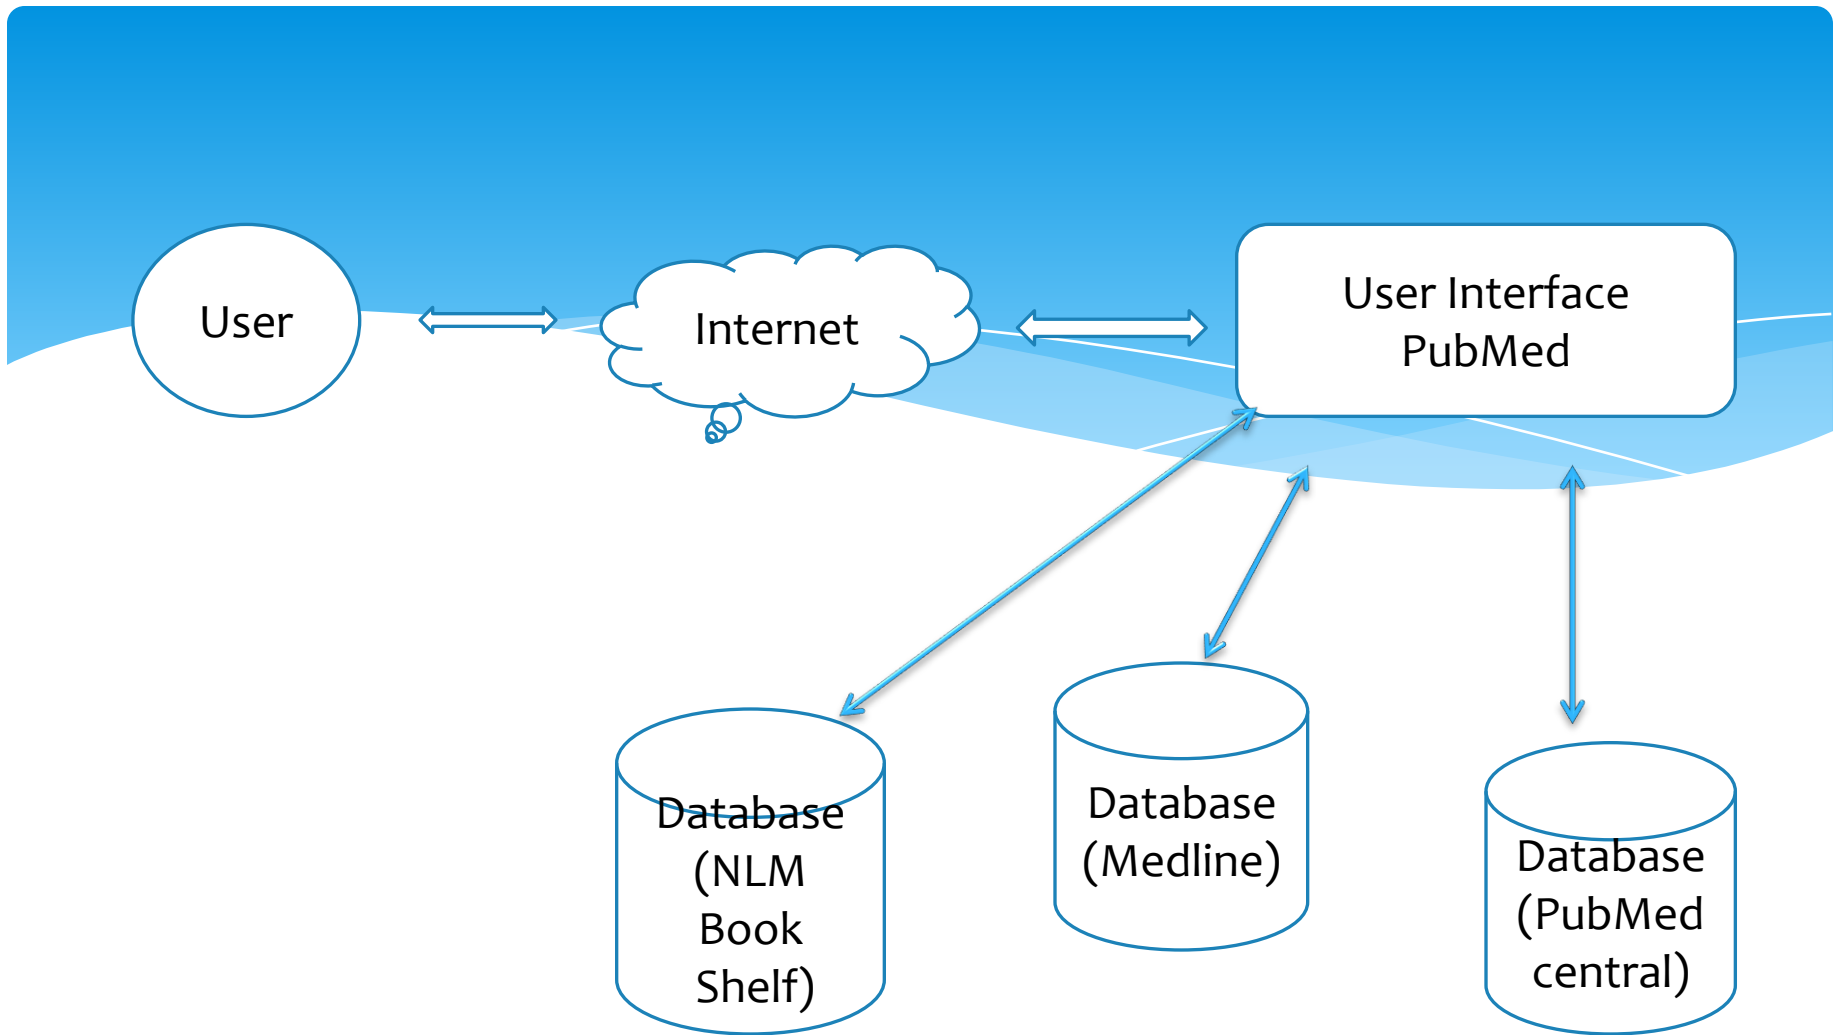 User
Internet
User Interface
PubMed
Database
(NLM
Book
Shelf)
Database
(Medline)
Database
(PubMed
central)